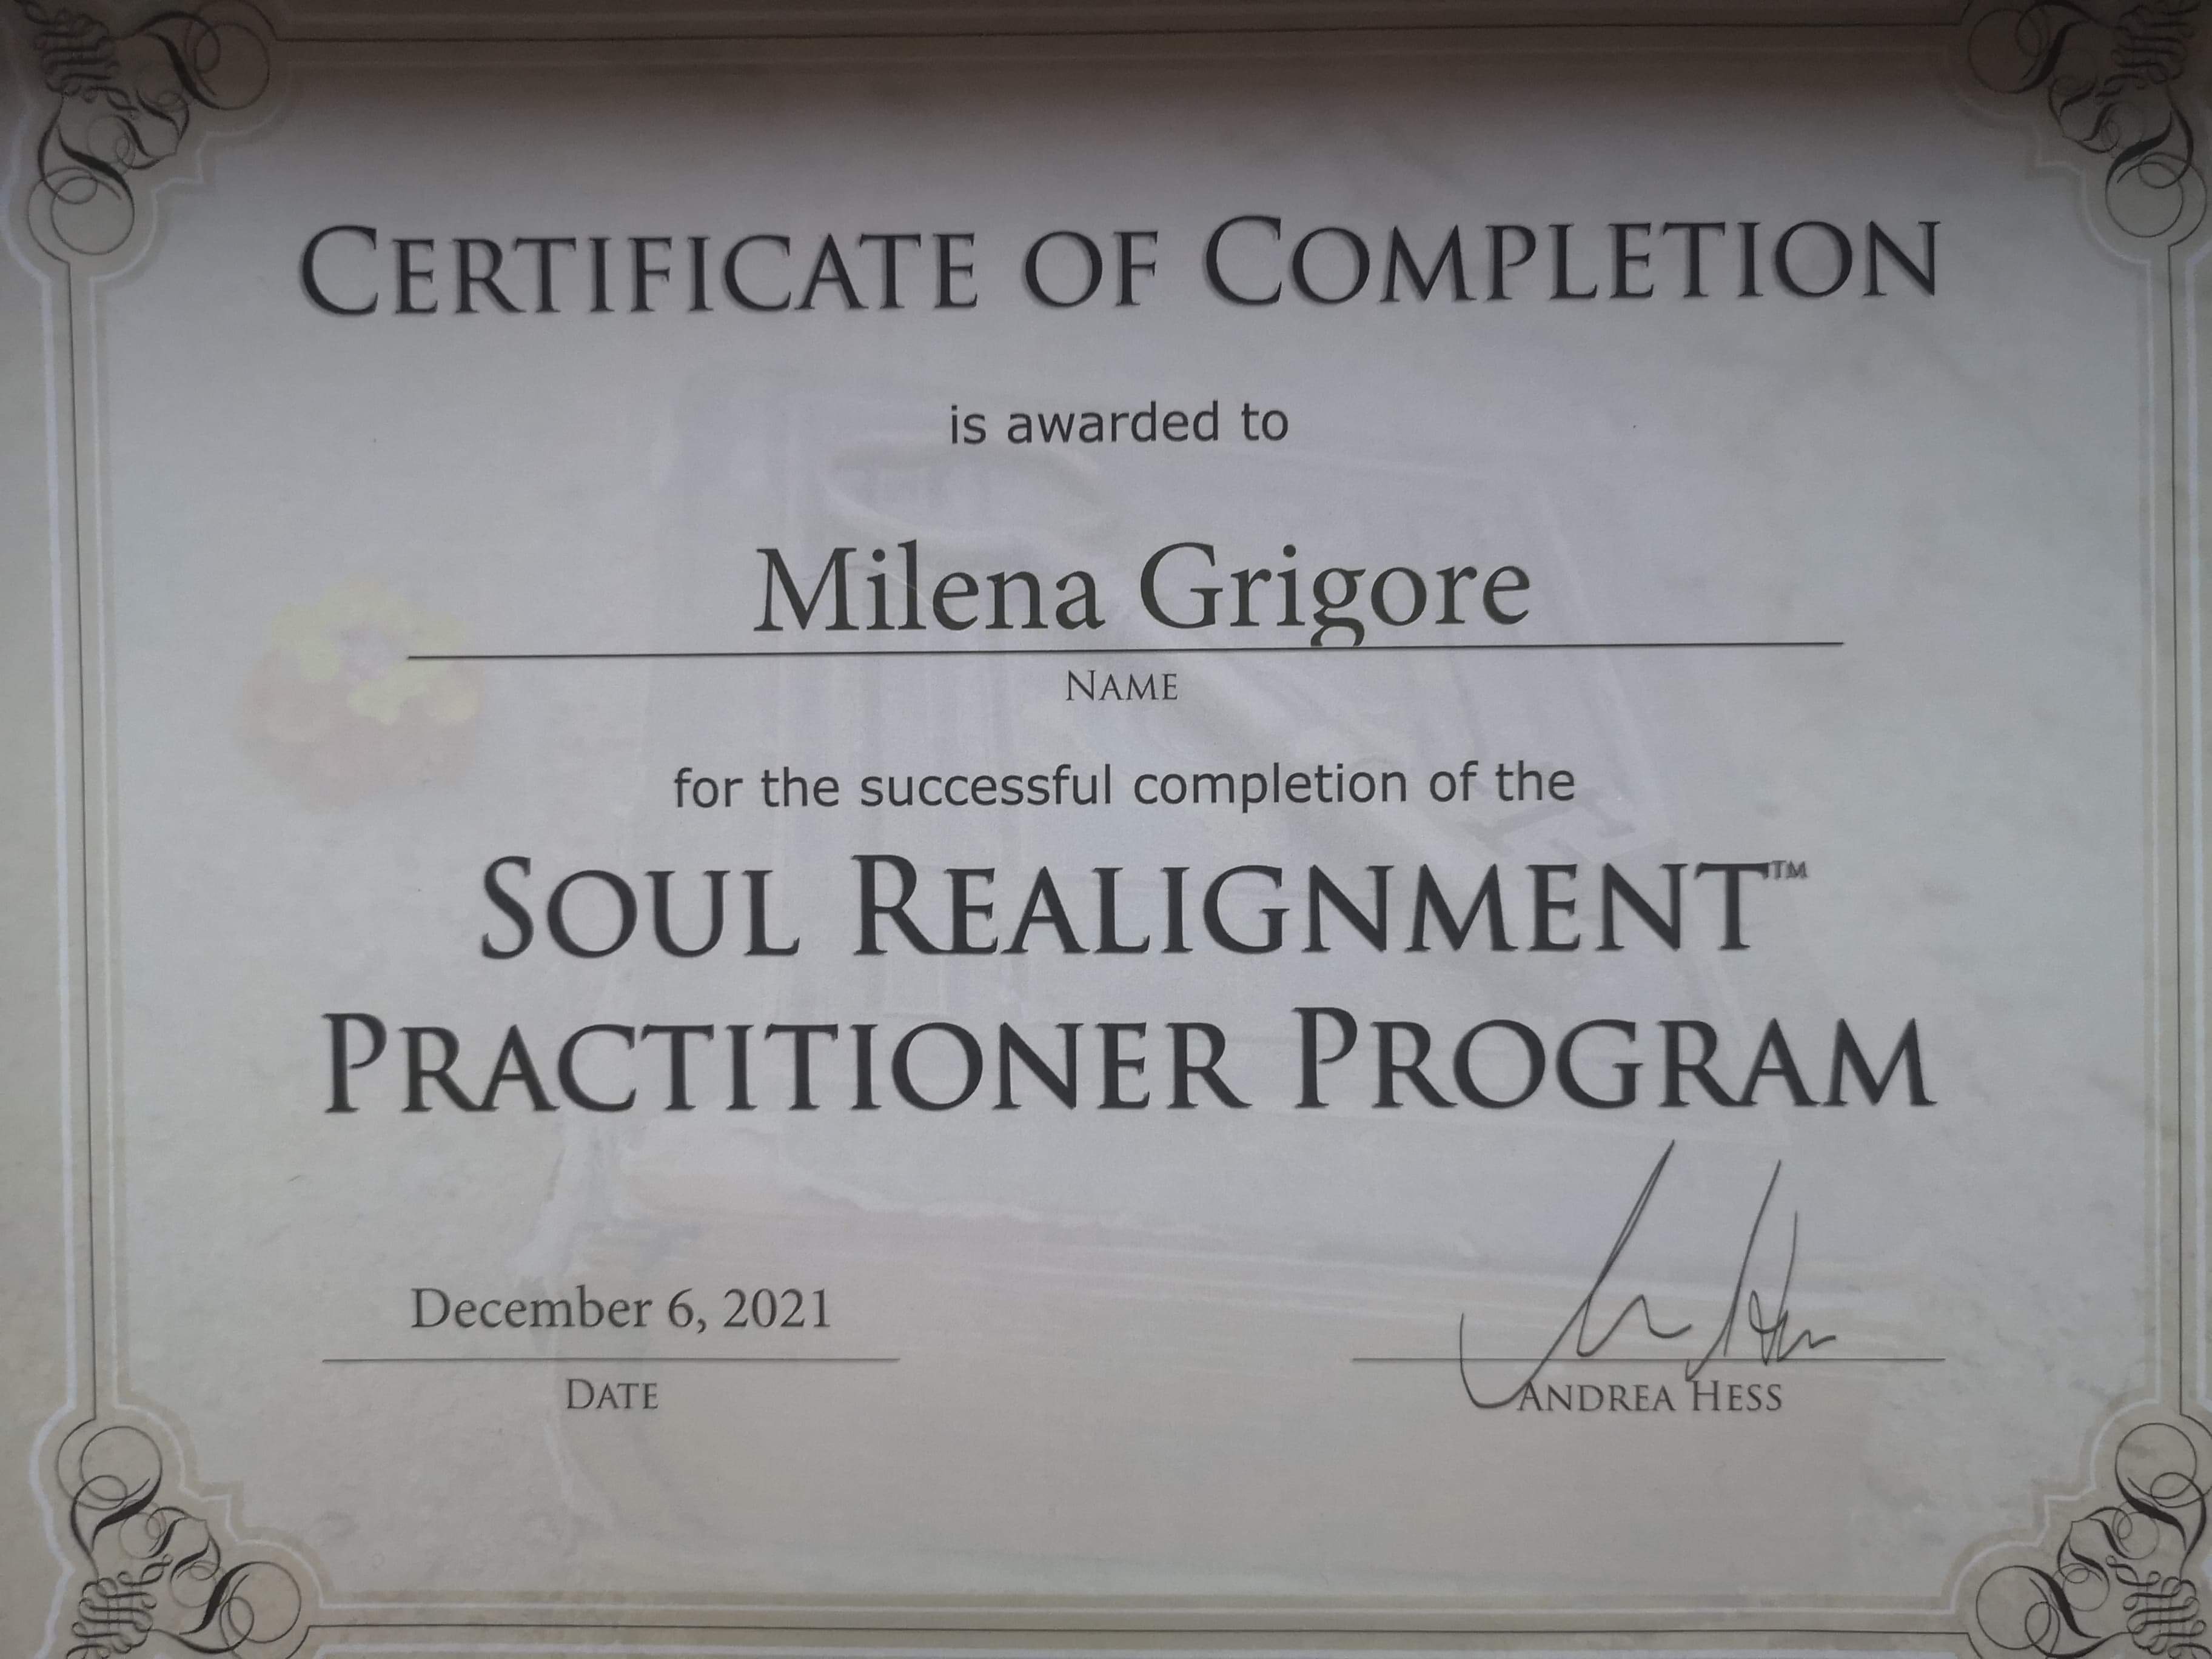 CERTIFICATE OF COMPLETION
is awarded to
Milena Grigore
NAME
for the successful completion of the
SOUL REALIGNMENT™
PRACTITIONER PROGRAM
December 6, 2021
DATE
ANDREA HESS